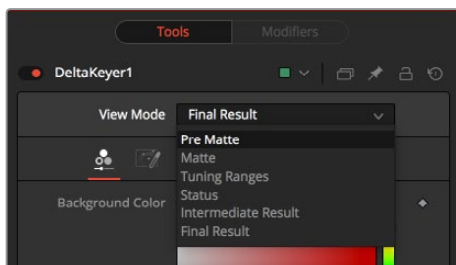 Tools
Modifiers
DeltaKeyer1
View Mode
Final Result
Pre Matte
Matte
Tuning Ranges
Status
Intermediate Result
Final Result
Background Color